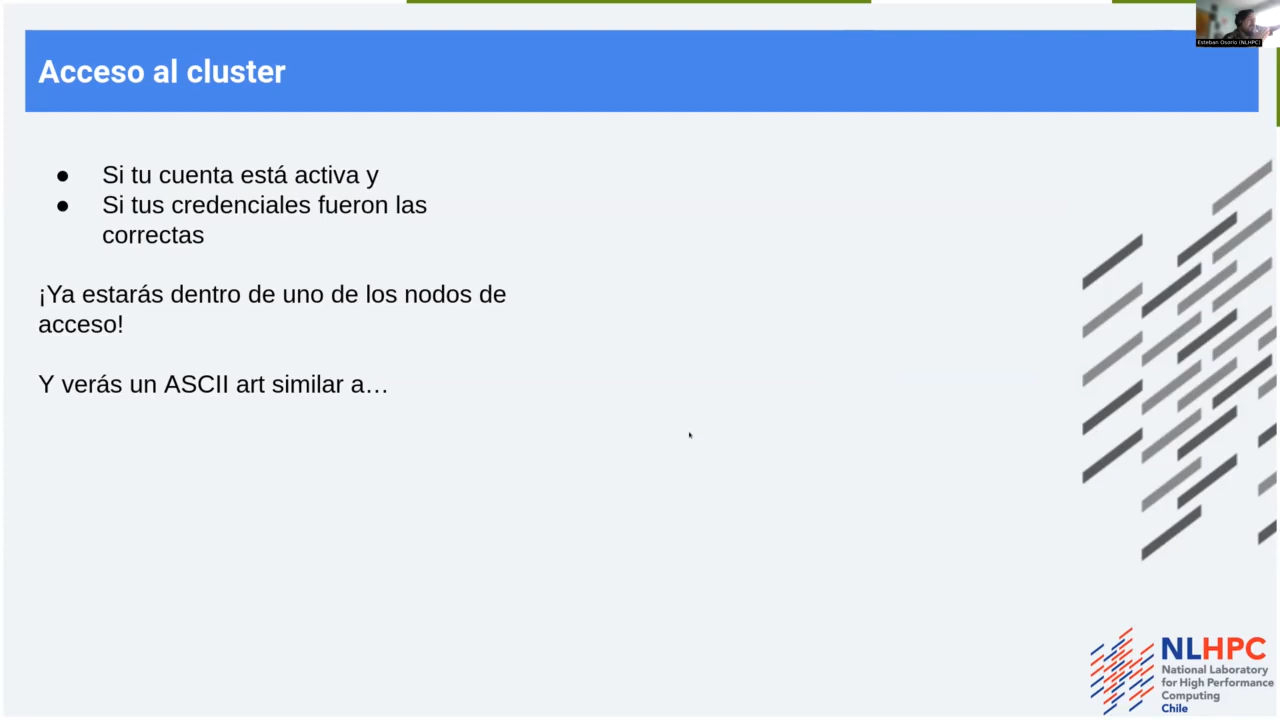 Esteban Osorio (NLHPC)
Acceso al cluster
● Si tu cuenta está activa y
● Si tus credenciales fueron las
correctas
¡Ya estarás dentro de uno de los nodos de
acceso!
Y verás un ASCII art similar a…
NLHPC
National Laboratory
for High Performance
Computing
Chile